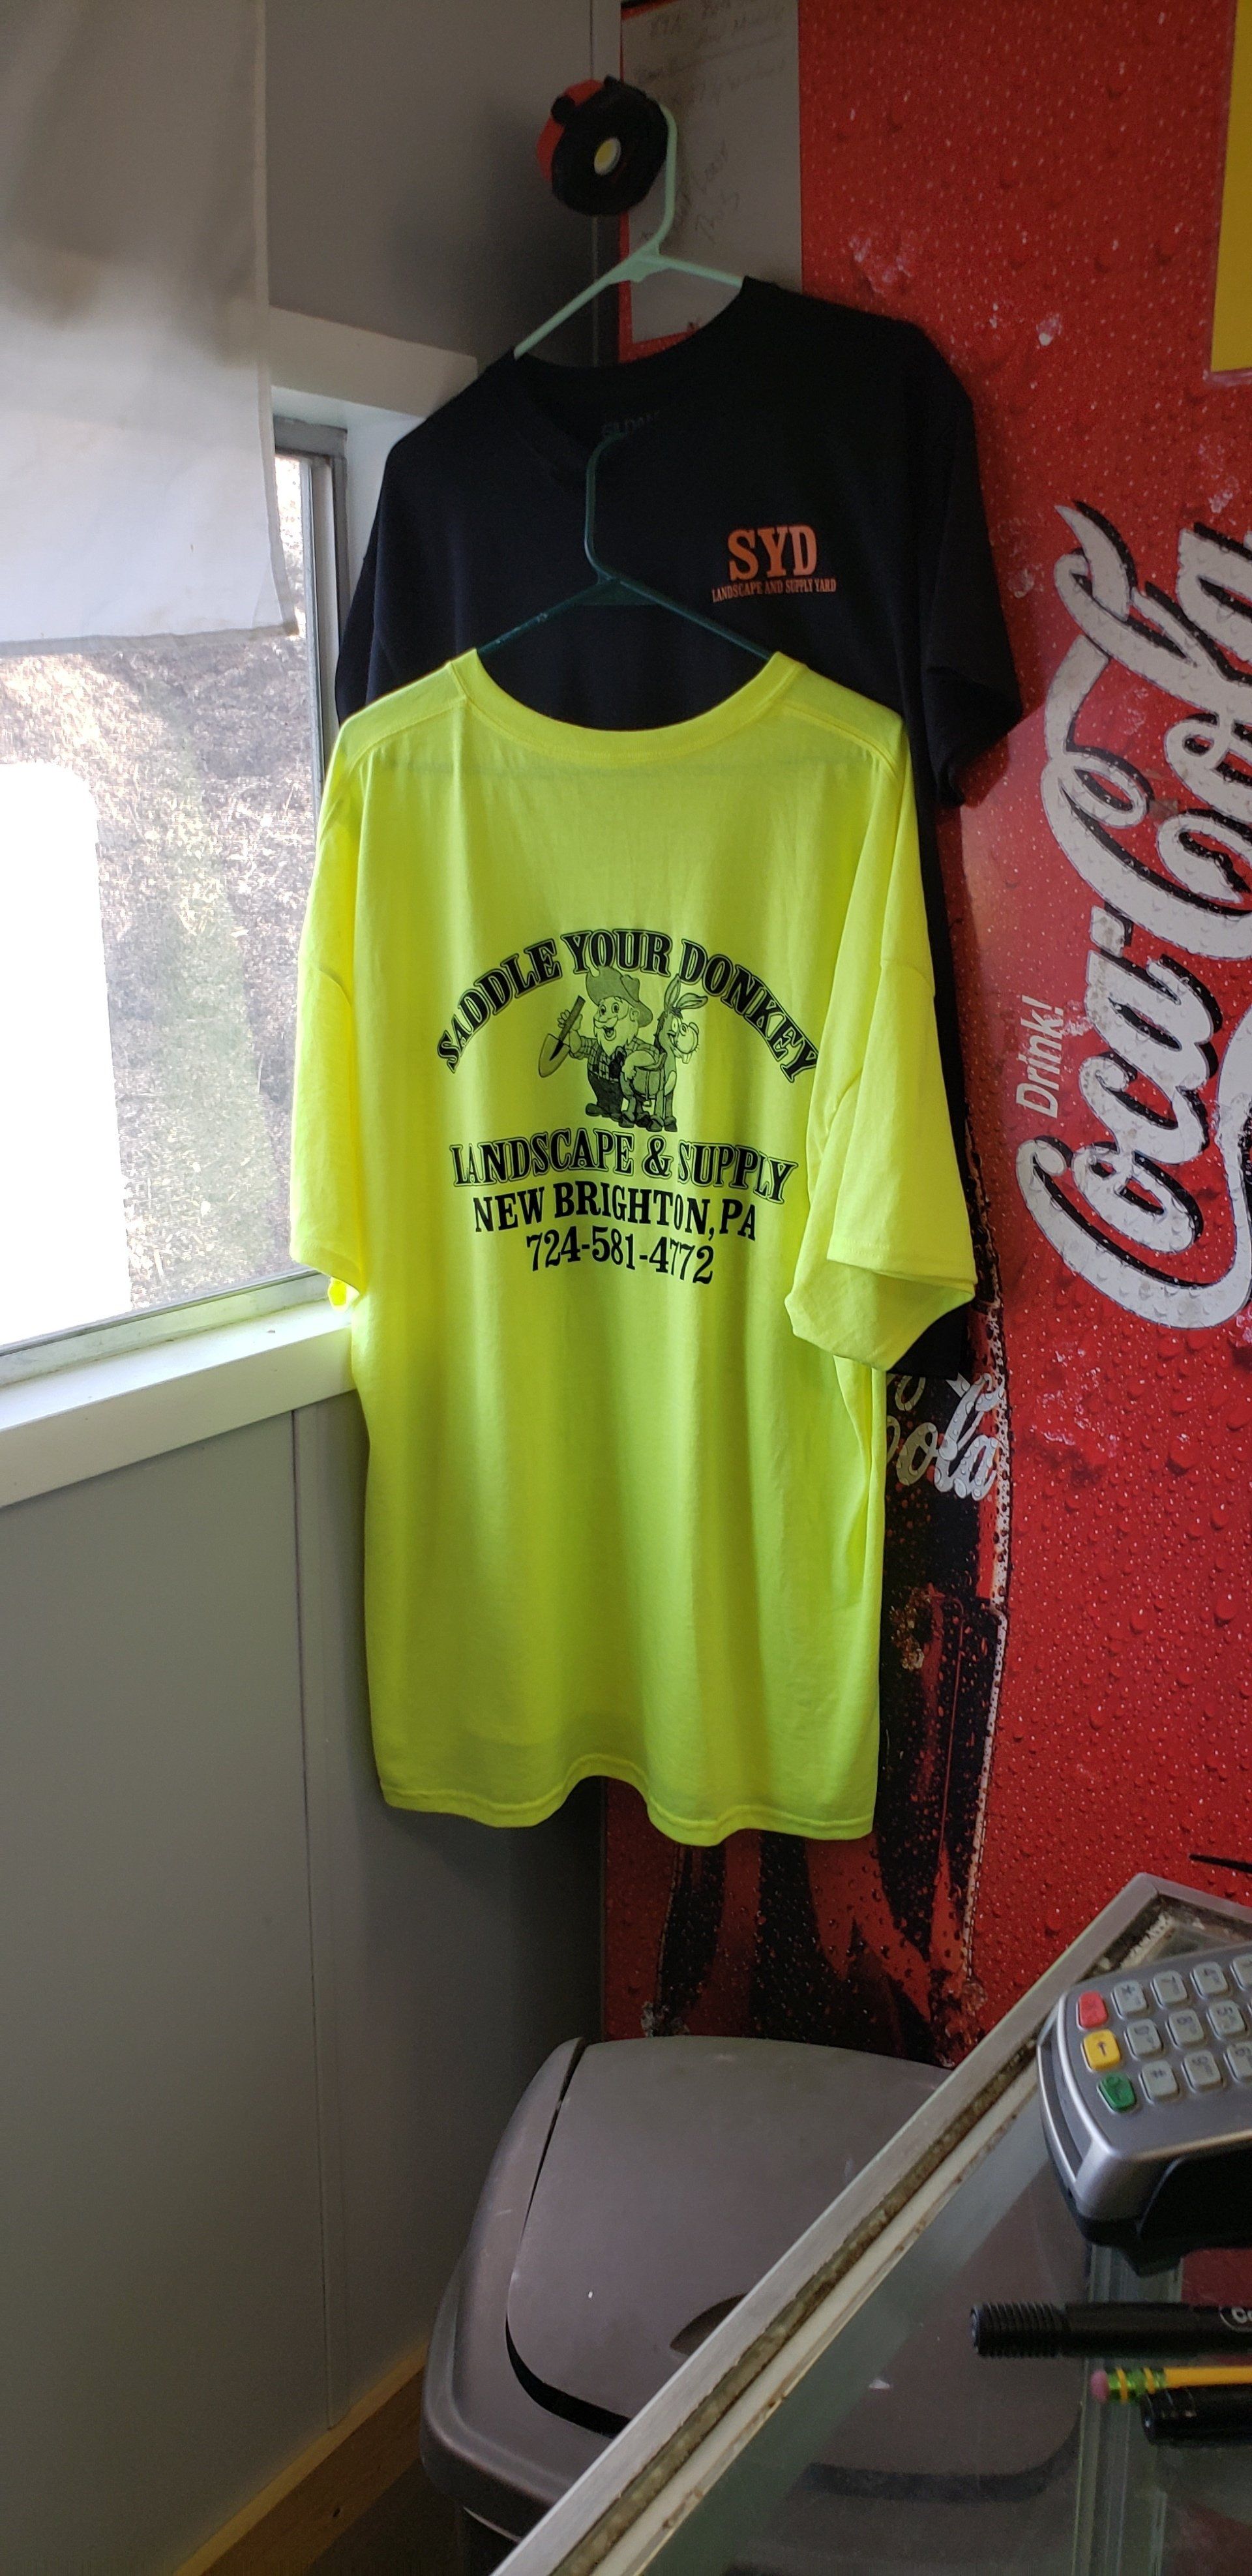 SYD
LANDSCAPE AND SUPPLY YARD
SADDLE YOUR DONKEY
LANDSCAPE & SUPPLY
NEW BRIGHTON, PA
724-581-4772
Drink!
Coca-Cola
Cola